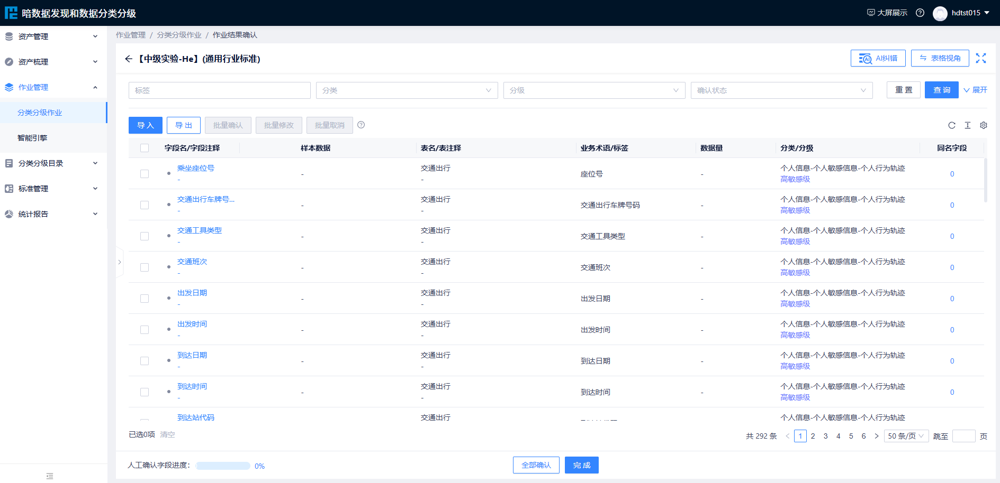 暗数据发现和数据分类分级
大屏展示
hdtst015
资产管理
资产梳理
作业管理
分类分级作业
智能引擎
分类分级目录
标准管理
统计报告
作业管理 / 分类分级作业 / 作业结果确认
【中级实验-He】(通用行业标准)
AI纠错
表格视角
标签
分类
分级
确认状态
重 置
查 询
展开
导 入
导 出
批量确认
批量修改
批量取消
字段名/字段注释 样本数据 表名/表注释 业务术语/标签 数据量 分类/分级 同名字段
乘坐座位号 - 交通出行 座位号 - 个人信息-个人敏感信息-个人行为轨迹 0
- - 高敏感级
交通出行车牌号... - 交通出行 交通出行车牌号码 - 个人信息-个人敏感信息-个人行为轨迹 0
- - 高敏感级
交通工具类型 - 交通出行 交通工具类型 - 个人信息-个人敏感信息-个人行为轨迹 0
- - 高敏感级
交通班次 - 交通出行 交通班次 - 个人信息-个人敏感信息-个人行为轨迹 0
- - 高敏感级
出发日期 - 交通出行 出发日期 - 个人信息-个人敏感信息-个人行为轨迹 0
- - 高敏感级
出发时间 - 交通出行 出发时间 - 个人信息-个人敏感信息-个人行为轨迹 0
- - 高敏感级
到达日期 - 交通出行 到达日期 - 个人信息-个人敏感信息-个人行为轨迹 0
- - 高敏感级
到达时间 - 交通出行 到达时间 - 个人信息-个人敏感信息-个人行为轨迹 0
- - 高敏感级
到达站代码 交通出行 个人信息-个人敏感信息-个人行为轨迹
已选0项 清空
共 292 条 < 1 2 3 4 5 6 > 50 条/页 跳至 页
人工确认字段进度： 0%
全部确认
完 成